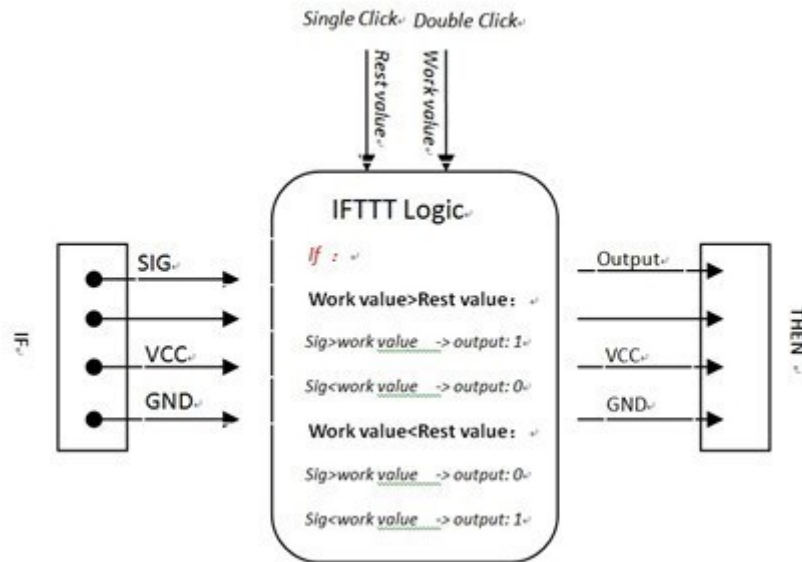 Single Click Double Click
Rest value
Work value
IFTTT Logic
If :
Work value>Rest value:
Sig>work value -> output: 1
Sig<work value -> output: 0
Work value<Rest value:
Sig>work value -> output: 0
Sig<work value -> output: 1
IF
SIG
VCC
GND
Output
VCC
GND
THEN